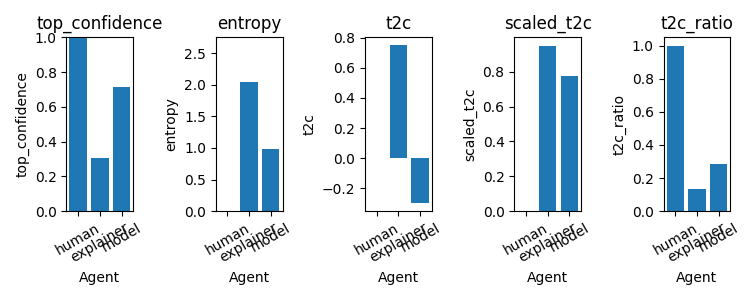 top_confidence
entropy
t2c
scaled_t2c
t2c_ratio
top_confidence
1.0
0.8
0.6
0.4
0.2
0.0
human
explainer
model
Agent
entropy
2.5
2.0
1.5
1.0
0.5
0.0
human
explainer
model
Agent
t2c
0.8
0.6
0.4
0.2
0.0
−0.2
human
explainer
model
Agent
scaled_t2c
0.8
0.6
0.4
0.2
0.0
human
explainer
model
Agent
t2c_ratio
1.0
0.8
0.6
0.4
0.2
0.0
human
explainer
model
Agent